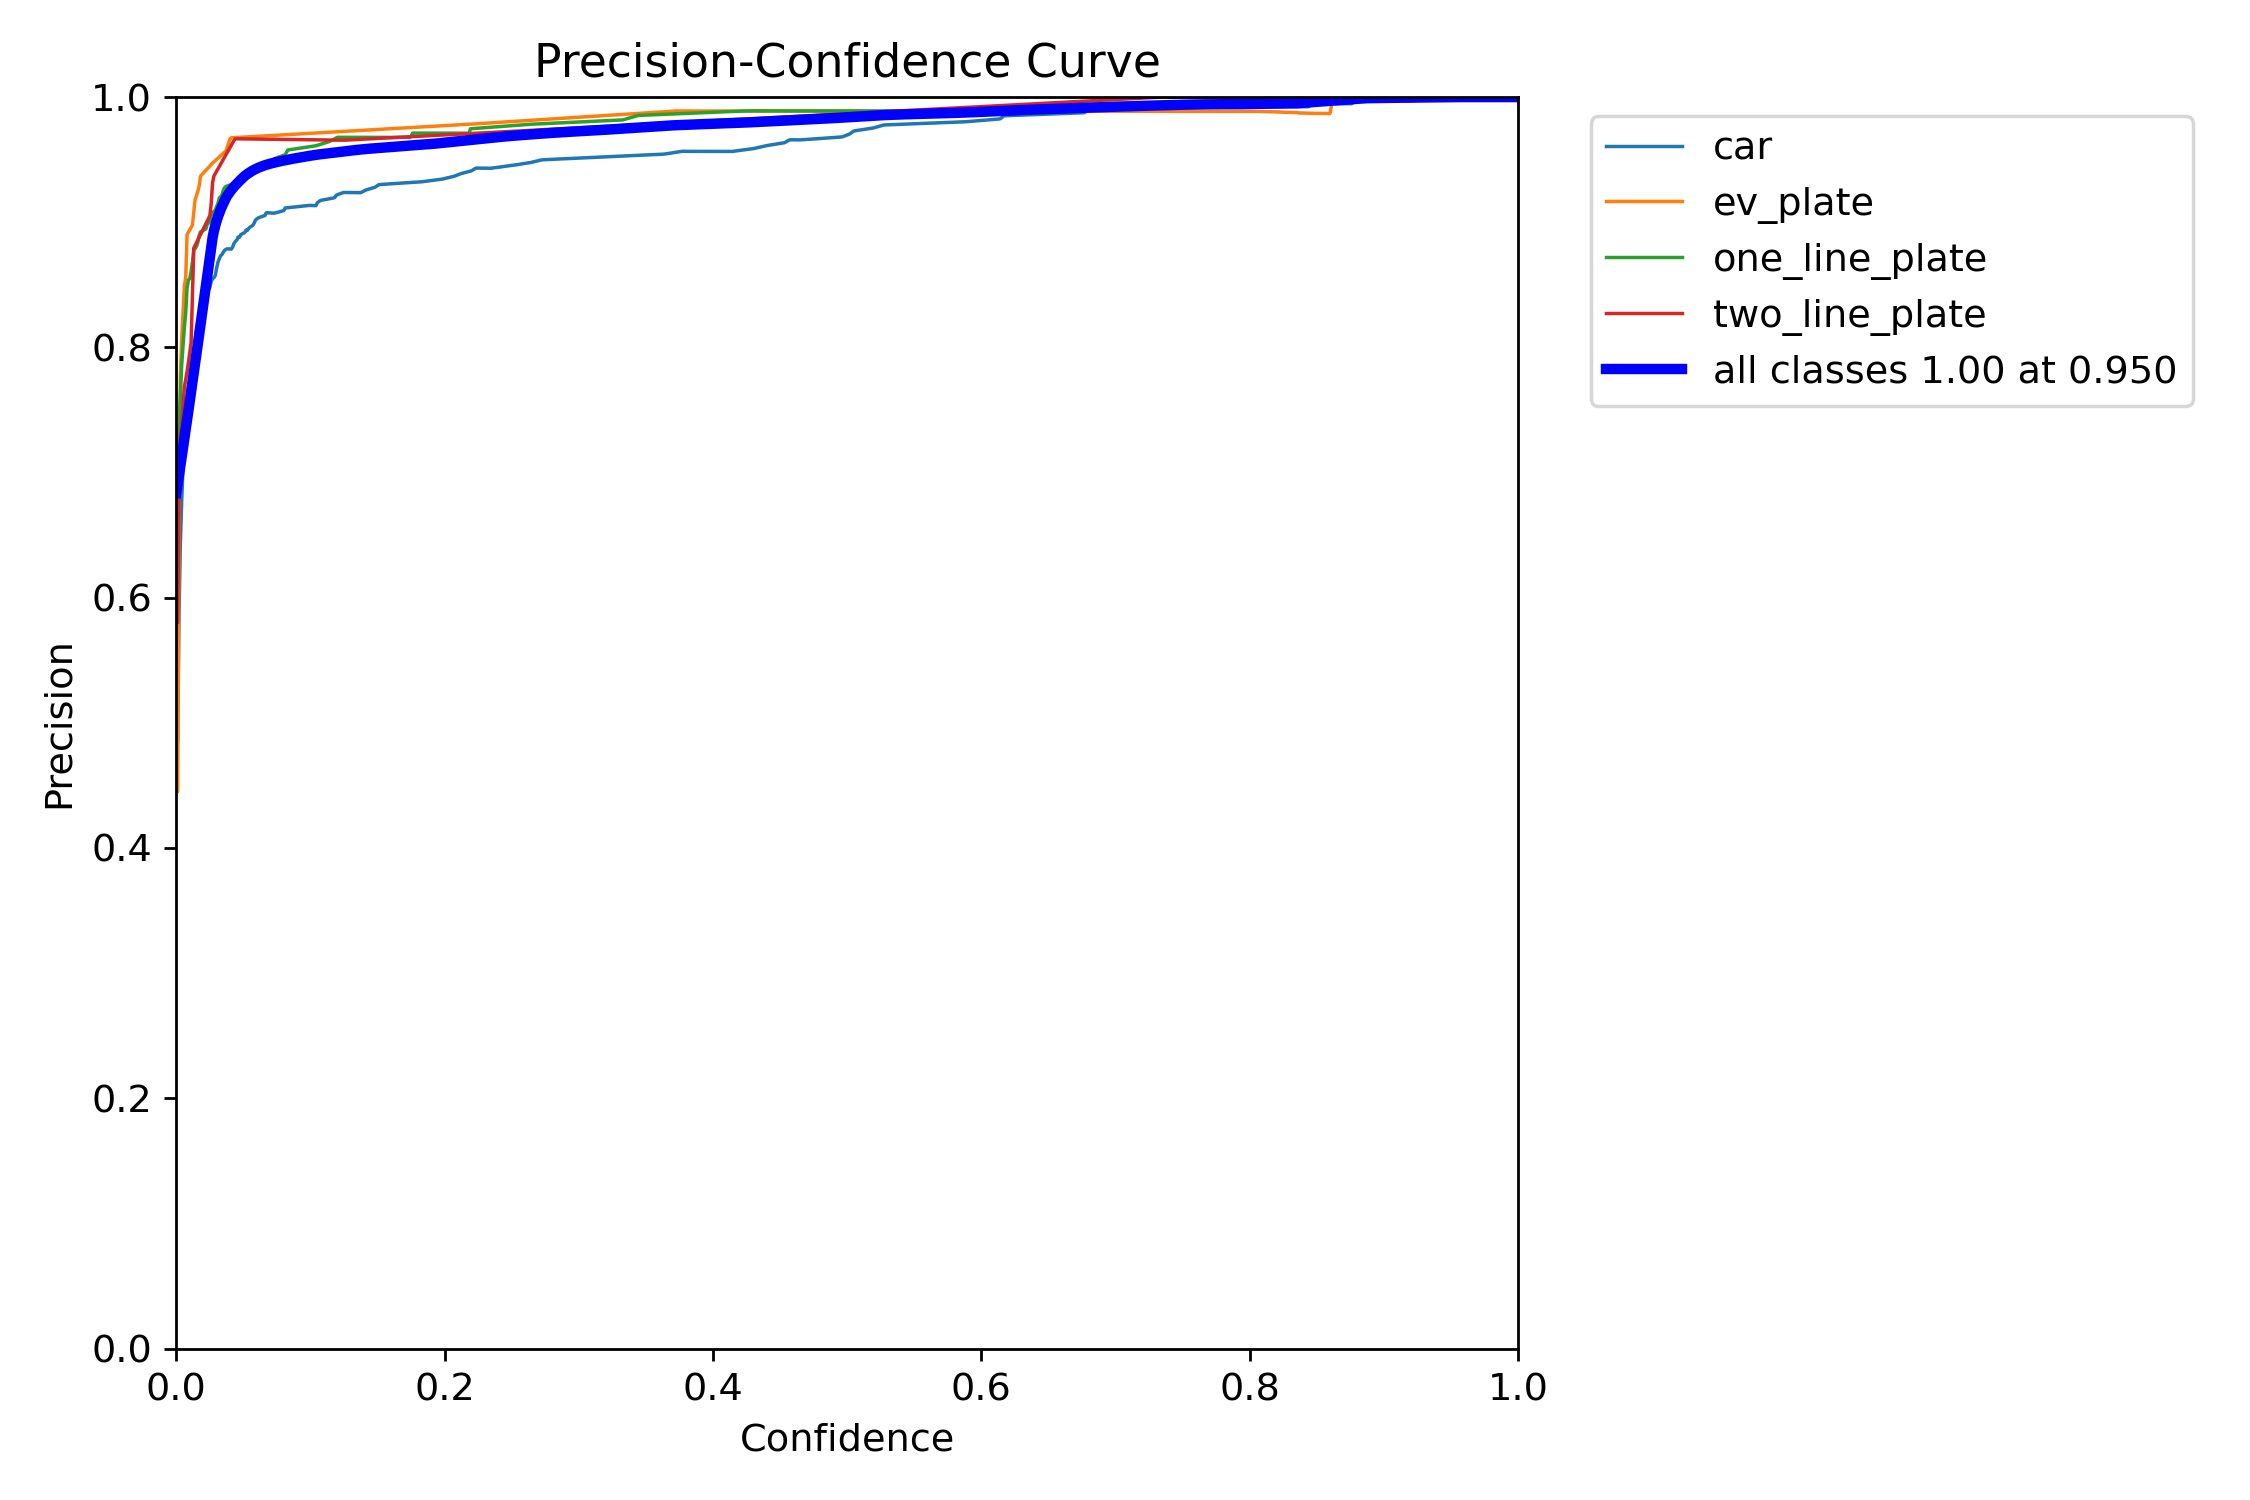 Precision-Confidence Curve
1.0
0.8
0.6
0.4
0.2
0.0
Precision
0.0 0.2 0.4 0.6 0.8 1.0
Confidence
car
ev_plate
one_line_plate
two_line_plate
all classes 1.00 at 0.950